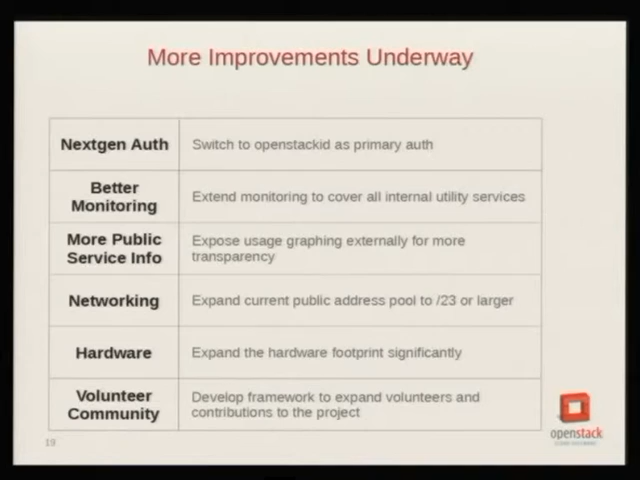 More Improvements Underway
Nextgen Auth
Switch to openstackid as primary auth
Better
Monitoring
Extend monitoring to cover all internal utility services
More Public
Service Info
Expose usage graphing externally for more
transparency
Networking
Expand current public address pool to /23 or larger
Hardware
Expand the hardware footprint significantly
Volunteer
Community
Develop framework to expand volunteers and
contributions to the project
19
openstack